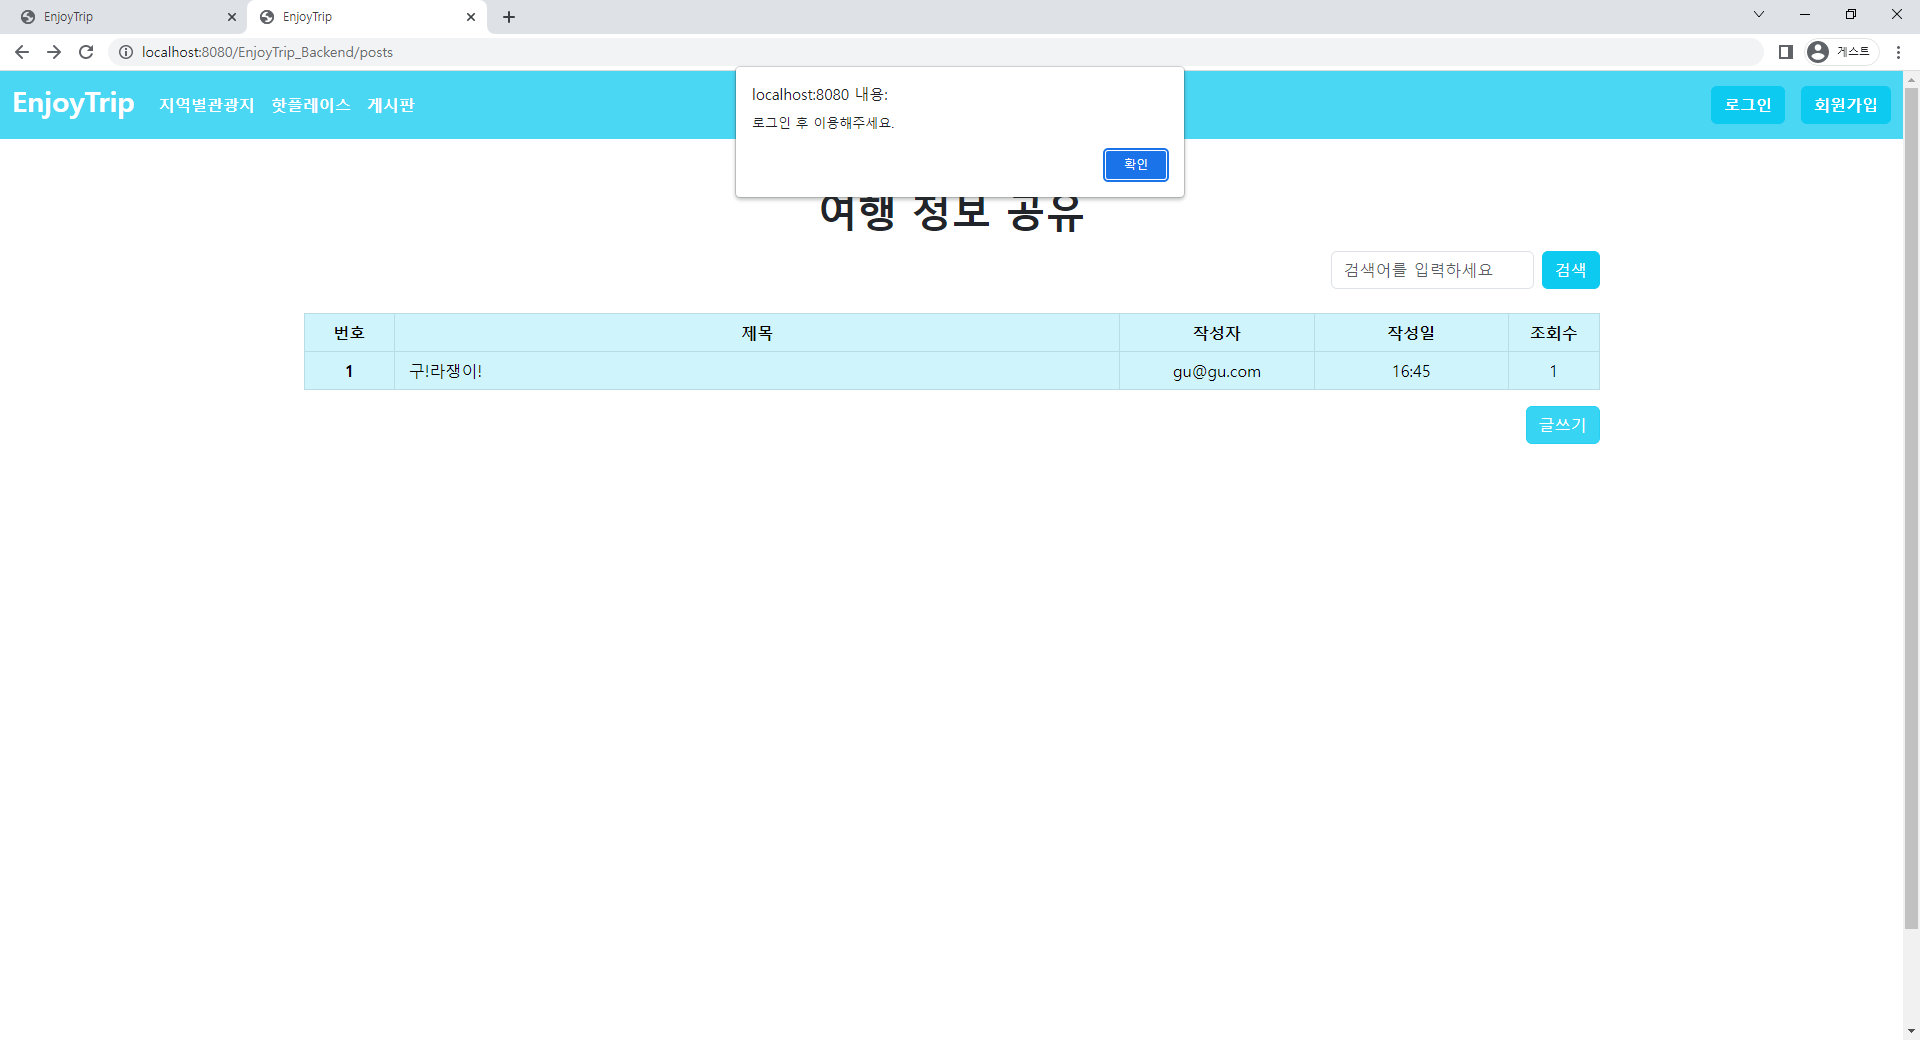 EnjoyTrip
EnjoyTrip
localhost:8080/EnjoyTrip_Backend/posts
게스트
EnjoyTrip 지역별관광지 핫플레이스 게시판
로그인 회원가입
localhost:8080 내용:
로그인 후 이용해주세요.
확인
여행 정보 공유
검색어를 입력하세요 검색
번호 제목 작성자 작성일 조회수
1 구!라쟁이! gu@gu.com 16:45 1
글쓰기